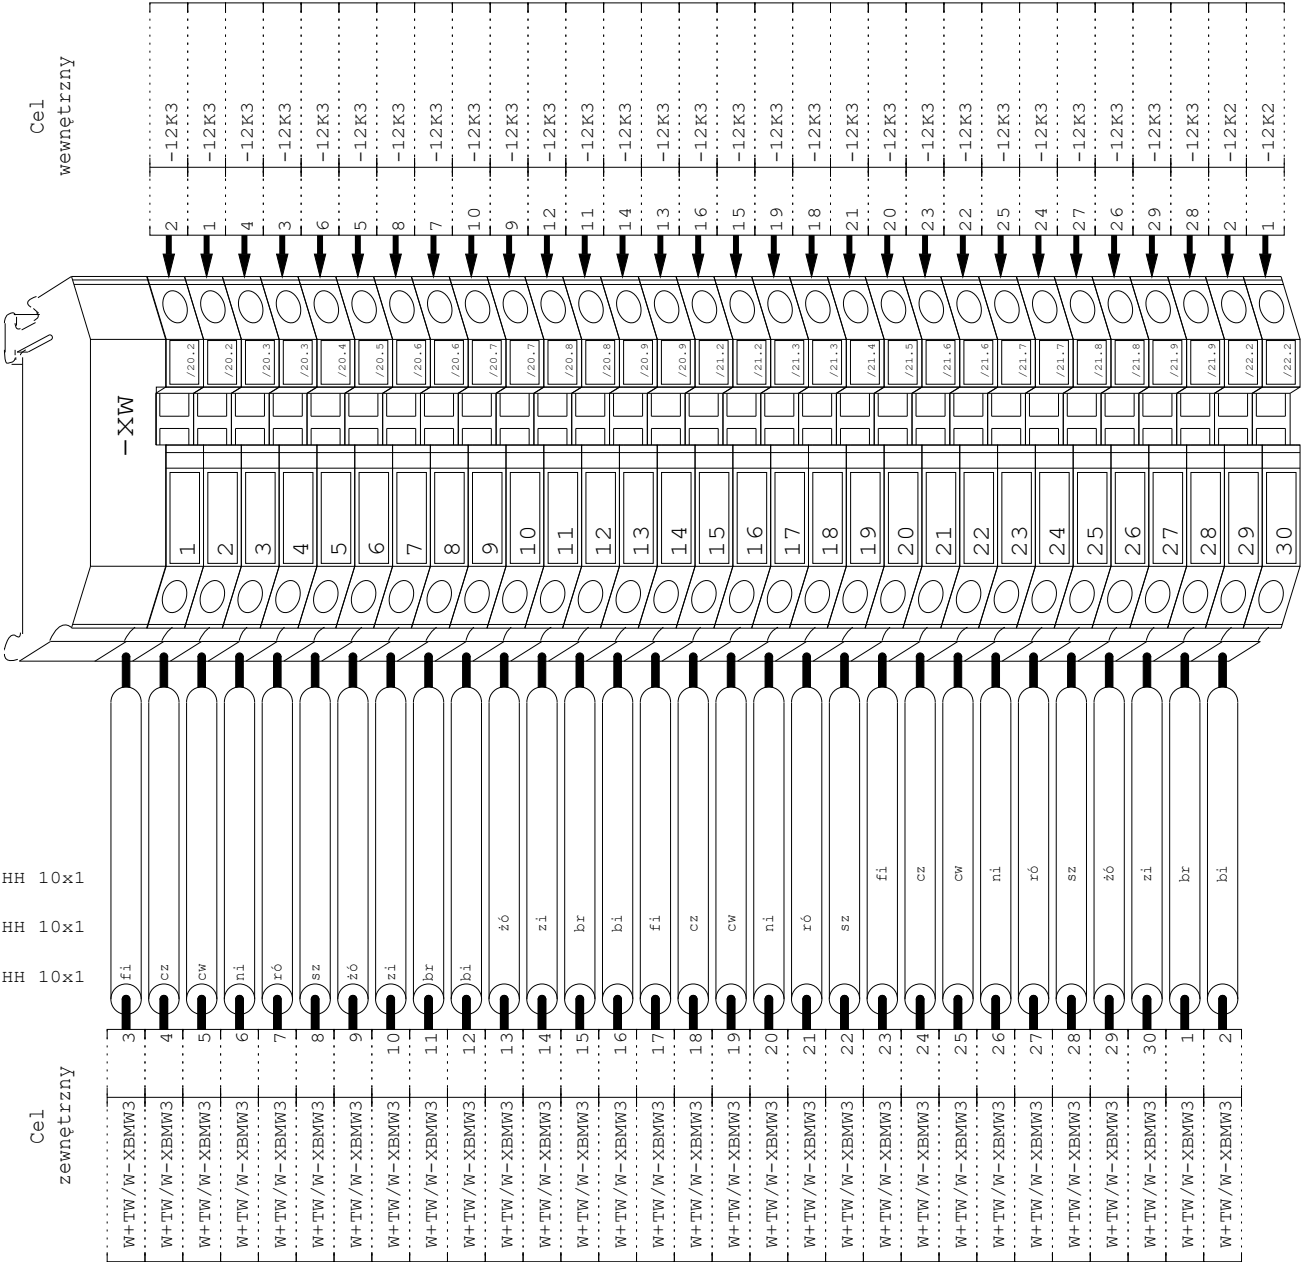 Cel
wewnętrzny
-12K3 -12K3 -12K3 -12K3 -12K3 -12K3 -12K3 -12K3 -12K3 -12K3 -12K3 -12K3 -12K3 -12K3 -12K3 -12K3 -12K3 -12K3 -12K3 -12K3 -12K3 -12K3 -12K3 -12K3 -12K3 -12K3 -12K3 -12K3 -12K2 -12K2
2 1 4 3 6 5 8 7 10 9 12 11 14 13 16 15 19 18 21 20 23 22 25 24 27 26 29 28 2 1
/20.2 /20.2 /20.3 /20.3 /20.4 /20.5 /20.6 /20.6 /20.7 /20.7 /20.8 /20.8 /20.9 /20.9 /21.2 /21.2 /21.3 /21.3 /21.4 /21.5 /21.6 /21.6 /21.7 /21.7 /21.8 /21.8 /21.9 /21.9 /22.2 /22.2
-XW
1 2 3 4 5 6 7 8 9 10 11 12 13 14 15 16 17 18 19 20 21 22 23 24 25 26 27 28 29 30
HH 10x1 fi cz cw ni ró sz żó zi br bi
HH 10x1 żó zi br bi fi cz cw ni ró sz
HH 10x1 fi cz cw ni ró sz żó zi br bi
3 4 5 6 7 8 9 10 11 12 13 14 15 16 17 18 19 20 21 22 23 24 25 26 27 28 29 30 1 2
Cel
zewnętrzny
W+TW/W-XBMW3 W+TW/W-XBMW3 W+TW/W-XBMW3 W+TW/W-XBMW3 W+TW/W-XBMW3 W+TW/W-XBMW3 W+TW/W-XBMW3 W+TW/W-XBMW3 W+TW/W-XBMW3 W+TW/W-XBMW3 W+TW/W-XBMW3 W+TW/W-XBMW3 W+TW/W-XBMW3 W+TW/W-XBMW3 W+TW/W-XBMW3 W+TW/W-XBMW3 W+TW/W-XBMW3 W+TW/W-XBMW3 W+TW/W-XBMW3 W+TW/W-XBMW3 W+TW/W-XBMW3 W+TW/W-XBMW3 W+TW/W-XBMW3 W+TW/W-XBMW3 W+TW/W-XBMW3 W+TW/W-XBMW3 W+TW/W-XBMW3 W+TW/W-XBMW3 W+TW/W-XBMW3 W+TW/W-XBMW3